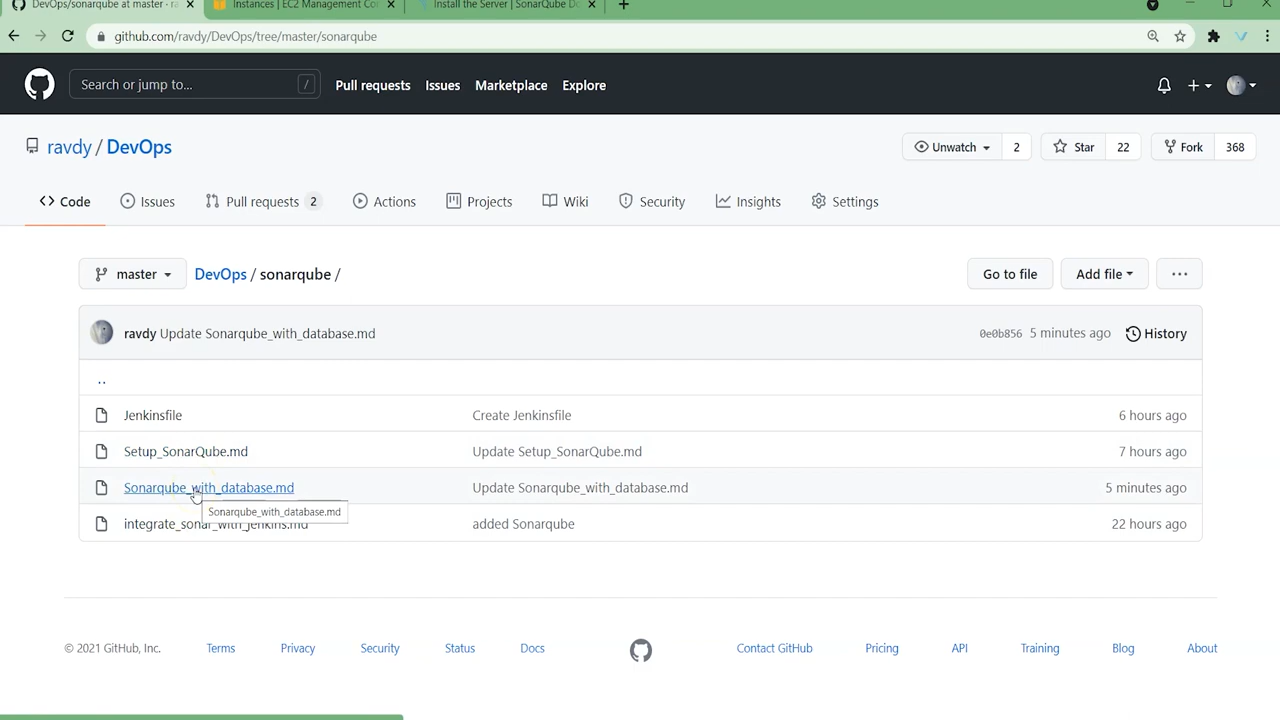 DevOps/sonarqube at master · ra
Instances | EC2 Management Co
Install the Server | SonarQube Do
github.com/ravdy/DevOps/tree/master/sonarqube
Search or jump to...
/
Pull requests
Issues
Marketplace
Explore
ravdy / DevOps
Unwatch
2
Star
22
Fork
368
Code
Issues
Pull requests
2
Actions
Projects
Wiki
Security
Insights
Settings
master
DevOps / sonarqube /
Go to file
Add file
ravdy Update Sonarqube_with_database.md
0e0b856 5 minutes ago
History
..
Jenkinsfile
Create Jenkinsfile
6 hours ago
Setup_SonarQube.md
Update Setup_SonarQube.md
7 hours ago
Sonarqube_with_database.md
Update Sonarqube_with_database.md
5 minutes ago
Sonarqube_with_database.md
integrate_sonar_with_jenkins.md
added Sonarqube
22 hours ago
© 2021 GitHub, Inc.
Terms
Privacy
Security
Status
Docs
Contact GitHub
Pricing
API
Training
Blog
About